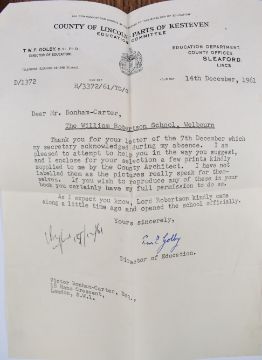 COUNTY OF LINCOLN—PARTS OF KESTEVEN
EDUCATION COMMITTEE
T.W.F. GOLBY,
DIRECTOR OF EDUCATION
EDUCATION DEPARTMENT,
COUNTY OFFICES,
SLEAFORD,
LINCS
D/1372
14th December, 1961
Dear Mr. Bonham-Carter,
The William Robertson School, Welbourn
Thank you for your letter of the 7th December which
my secretary acknowledged during my absence. I am
pleased to attempt to help you in the way you suggest,
and I enclose for your selection a few prints kindly
supplied to me by the County Architect. I have not
labelled them as the pictures really speak for them-
selves. If you wish to reproduce any of these in your
book you certainly have my full permission to do so.
As I expect you know, Lord Robertson kindly came
along a little time ago and opened the school officially.
Yours sincerely,
Golby
Director of Education.
Victor Bonham-Carter, Esq.,
Crescent,
London, S.W.1.